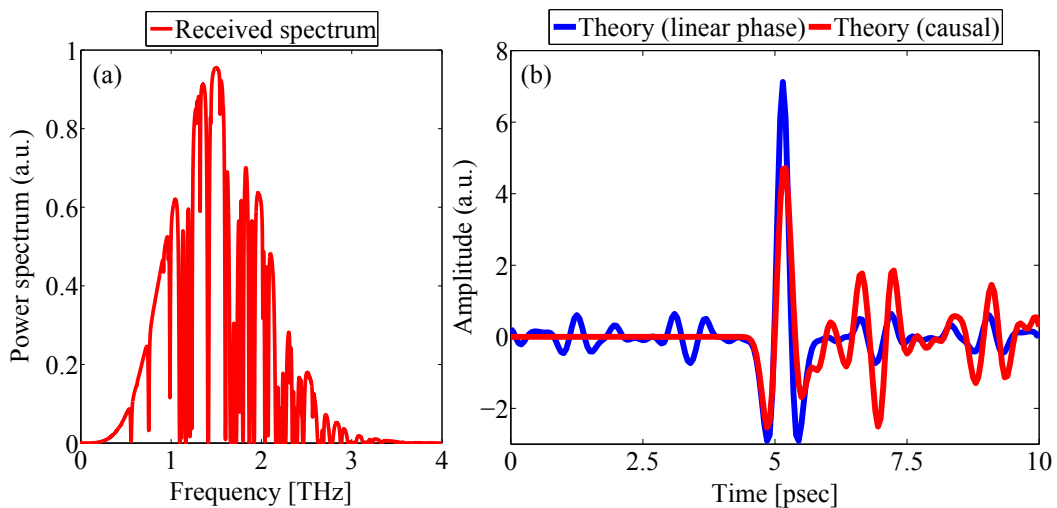 Received spectrum
(a)
Power spectrum (a.u.)
1
0.8
0.6
0.4
0.2
0
0
1
2
3
4
Frequency [THz]
Theory (linear phase)
Theory (causal)
(b)
Amplitude (a.u.)
8
6
4
2
0
−2
0
2.5
5
7.5
10
Time [psec]